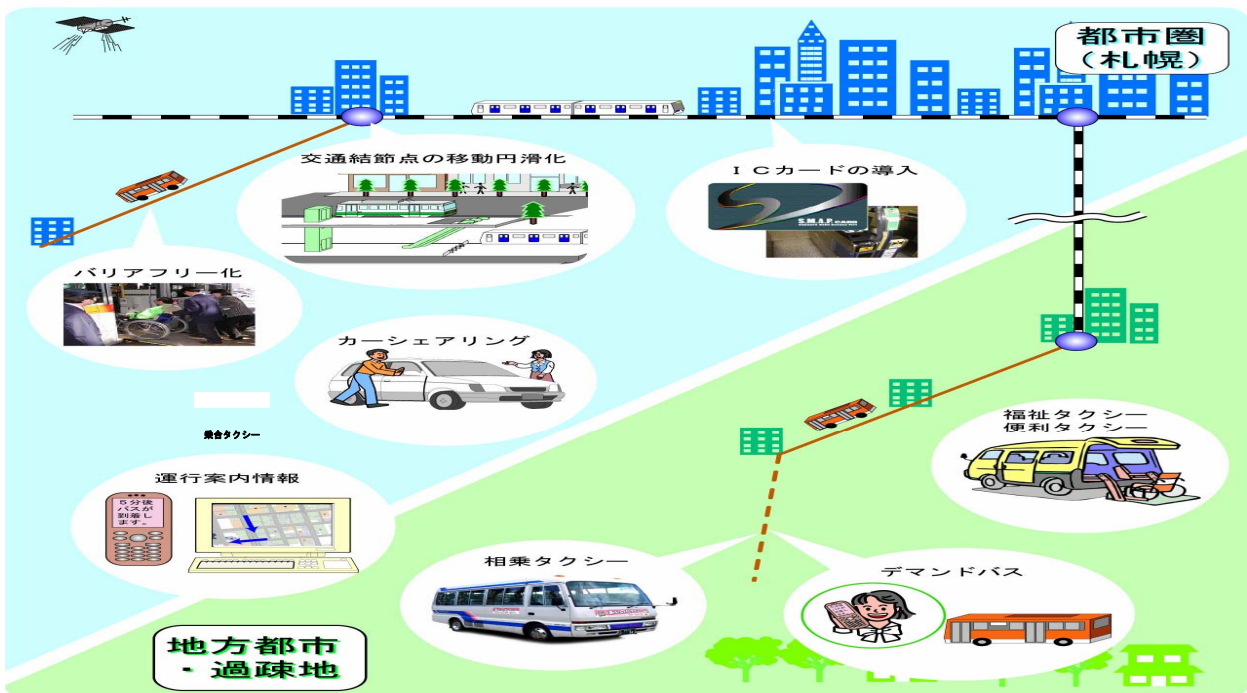 都市圏
（札幌）
交通結節点の移動円滑化
ＩＣカードの導入
S.M.A.P. CARD
バリアフリー化
カーシェアリング
乗合タクシー
福祉タクシー
便利タクシー
運行案内情報
5分後
バスが
到着し
ます。
相乗タクシー
デマンドバス
地方都市
・過疎地